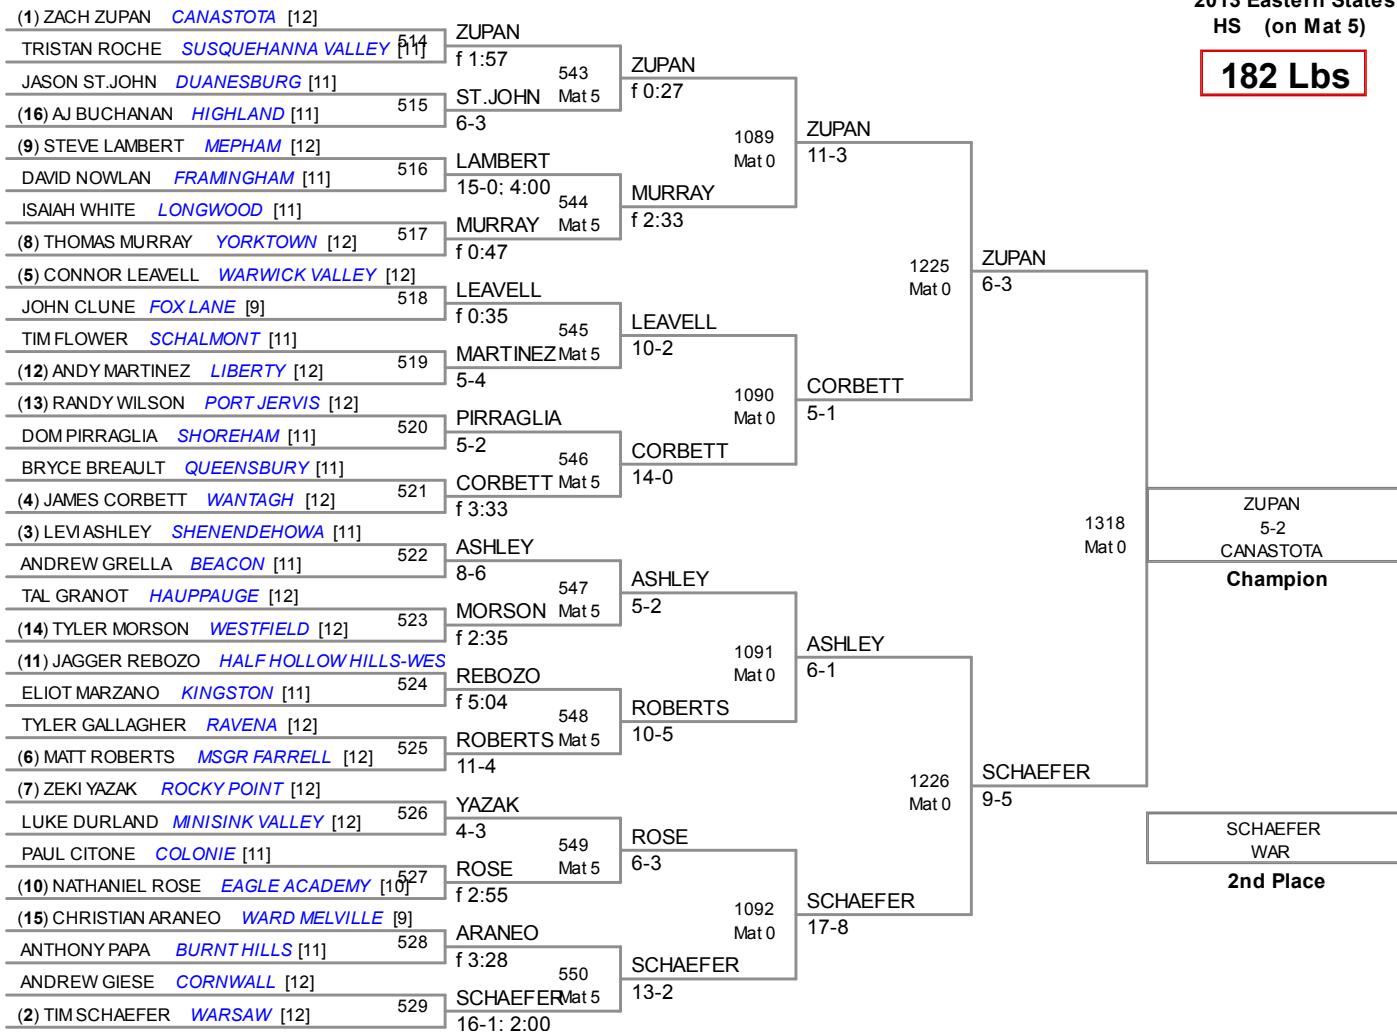 2013 Eastern States
HS (on Mat 5)
182 Lbs
(1) ZACH ZUPAN CANASTOTA [12]
TRISTAN ROCHE SUSQUEHANNA VALLEY [11]
JASON ST.JOHN DUANESBURG [11]
(16) AJ BUCHANAN HIGHLAND [11]
(9) STEVE LAMBERT MEPHAM [12]
DAVID NOWLAN FRAMINGHAM [11]
ISAIAH WHITE LONGWOOD [11]
(8) THOMAS MURRAY YORKTOWN [12]
(5) CONNOR LEAVELL WARWICK VALLEY [12]
JOHN CLUNE FOX LANE [9]
TIM FLOWER SCHALMONT [11]
(12) ANDY MARTINEZ LIBERTY [12]
(13) RANDY WILSON PORT JERVIS [12]
DOM PIRRAGLIA SHOREHAM [11]
BRYCE BREAULT QUEENSBURY [11]
(4) JAMES CORBETT WANTAGH [12]
(3) LEVI ASHLEY SHENENDEHOWA [11]
ANDREW GRELLA BEACON [11]
TAL GRANOT HAUPPAUGE [12]
(14) TYLER MORSON WESTFIELD [12]
(11) JAGGER REBOZO HALF HOLLOW HILLS-WES
ELIOT MARZANO KINGSTON [11]
TYLER GALLAGHER RAVENA [12]
(6) MATT ROBERTS MSGR FARRELL [12]
(7) ZEKI YAZAK ROCKY POINT [12]
LUKE DURLAND MINISINK VALLEY [12]
PAUL CITONE COLONIE [11]
(10) NATHANIEL ROSE EAGLE ACADEMY [10]
(15) CHRISTIAN ARANEO WARD MELVILLE [9]
ANTHONY PAPA BURNT HILLS [11]
ANDREW GIESE CORNWALL [12]
(2) TIM SCHAEFER WARSAW [12]
514
515
516
517
518
519
520
521
522
523
524
525
526
527
528
529
ZUPAN
f 1:57
ST.JOHN
6-3
LAMBERT
15-0; 4:00
MURRAY
f 0:47
LEAVELL
f 0:35
MARTINEZ
5-4
PIRRAGLIA
5-2
CORBETT
f 3:33
ASHLEY
8-6
MORSON
f 2:35
REBOZO
f 5:04
ROBERTS
11-4
YAZAK
4-3
ROSE
f 2:55
ARANEO
f 3:28
SCHAEFER
16-1; 2:00
543
Mat 5
544
Mat 5
545
Mat 5
546
Mat 5
547
Mat 5
548
Mat 5
549
Mat 5
550
Mat 5
ZUPAN
f 0:27
MURRAY
f 2:33
LEAVELL
10-2
CORBETT
14-0
ASHLEY
5-2
ROBERTS
10-5
ROSE
6-3
SCHAEFER
13-2
1089
Mat 0
1090
Mat 0
1091
Mat 0
1092
Mat 0
ZUPAN
11-3
CORBETT
5-1
ASHLEY
6-1
SCHAEFER
17-8
1225
Mat 0
1226
Mat 0
ZUPAN
6-3
SCHAEFER
9-5
1318
Mat 0
ZUPAN
5-2
CANASTOTA
Champion
SCHAEFER
WAR
2nd Place